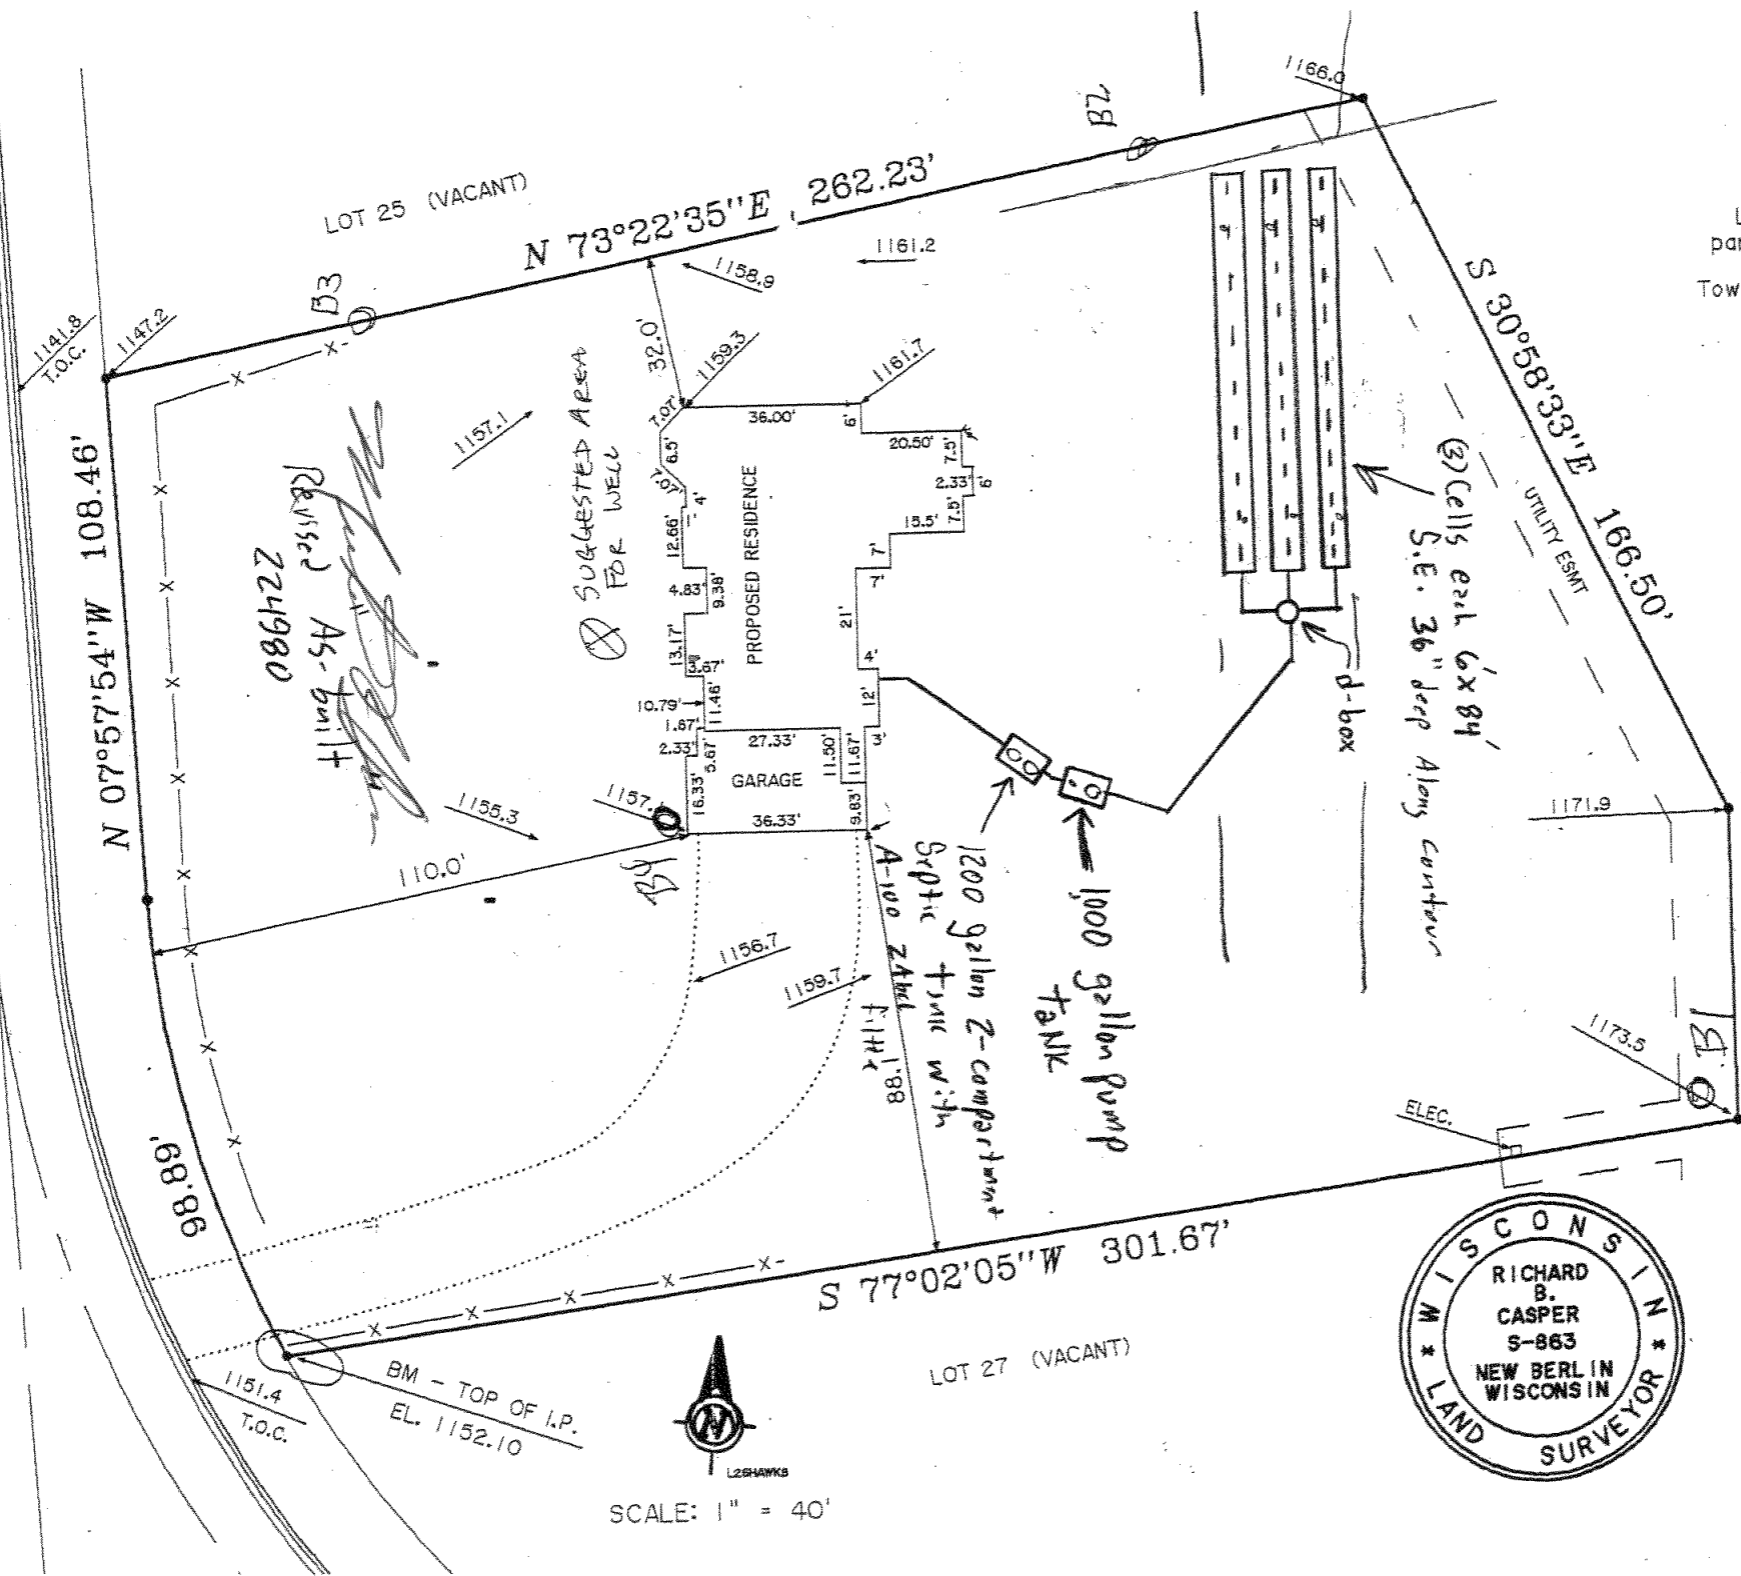 1166.0
B2
LOT 25 (VACANT)
N 73°22'35"E 262.23'
B3
1141.8
T.O.C.
1147.2
1158.9
1161.2
32.0'
1159.3
1161.7
SUGGESTED AREA
FOR WELL
1157.1
7.07'
36.00'
6'
20.50'
7.5'
6.5'
2.33'
6'
4'
15.5'
7.5'
12.66'
7'
7'
4.83'
9.38'
21'
13.17'
3.67'
4'
10.79'
11.46'
12'
1.67'
27.33'
11.50'
11.67'
3'
2.33'
5.67'
16.33'
36.33'
9.83'
PROPOSED RESIDENCE
GARAGE
N 07°57'54"W 108.46'
Revised As-built
224980
1155.3
110.0'
B4
1156.7
1159.7
88.'
98.89'
(3) Cells each 6x84'
S.E. 36" deep Along Contour
d-box
1000 gallon pump
tank
1200 gallon 2-compartment
Septic tank with
A-100 Zabel
filter
S 30°58'33"E 166.50'
UTILITY ESMT
1171.9
B1
1173.5
ELEC.
S 77°02'05"W 301.67'
LOT 27 (VACANT)
1151.4
T.O.C.
BM - TOP OF I.P.
EL. 1152.10
N
L26HAWKS
SCALE: 1" = 40'
* WISCONSIN *
RICHARD
B.
CASPER
S-863
NEW BERLIN
WISCONSIN
LAND SURVEYOR
L
par
Tow